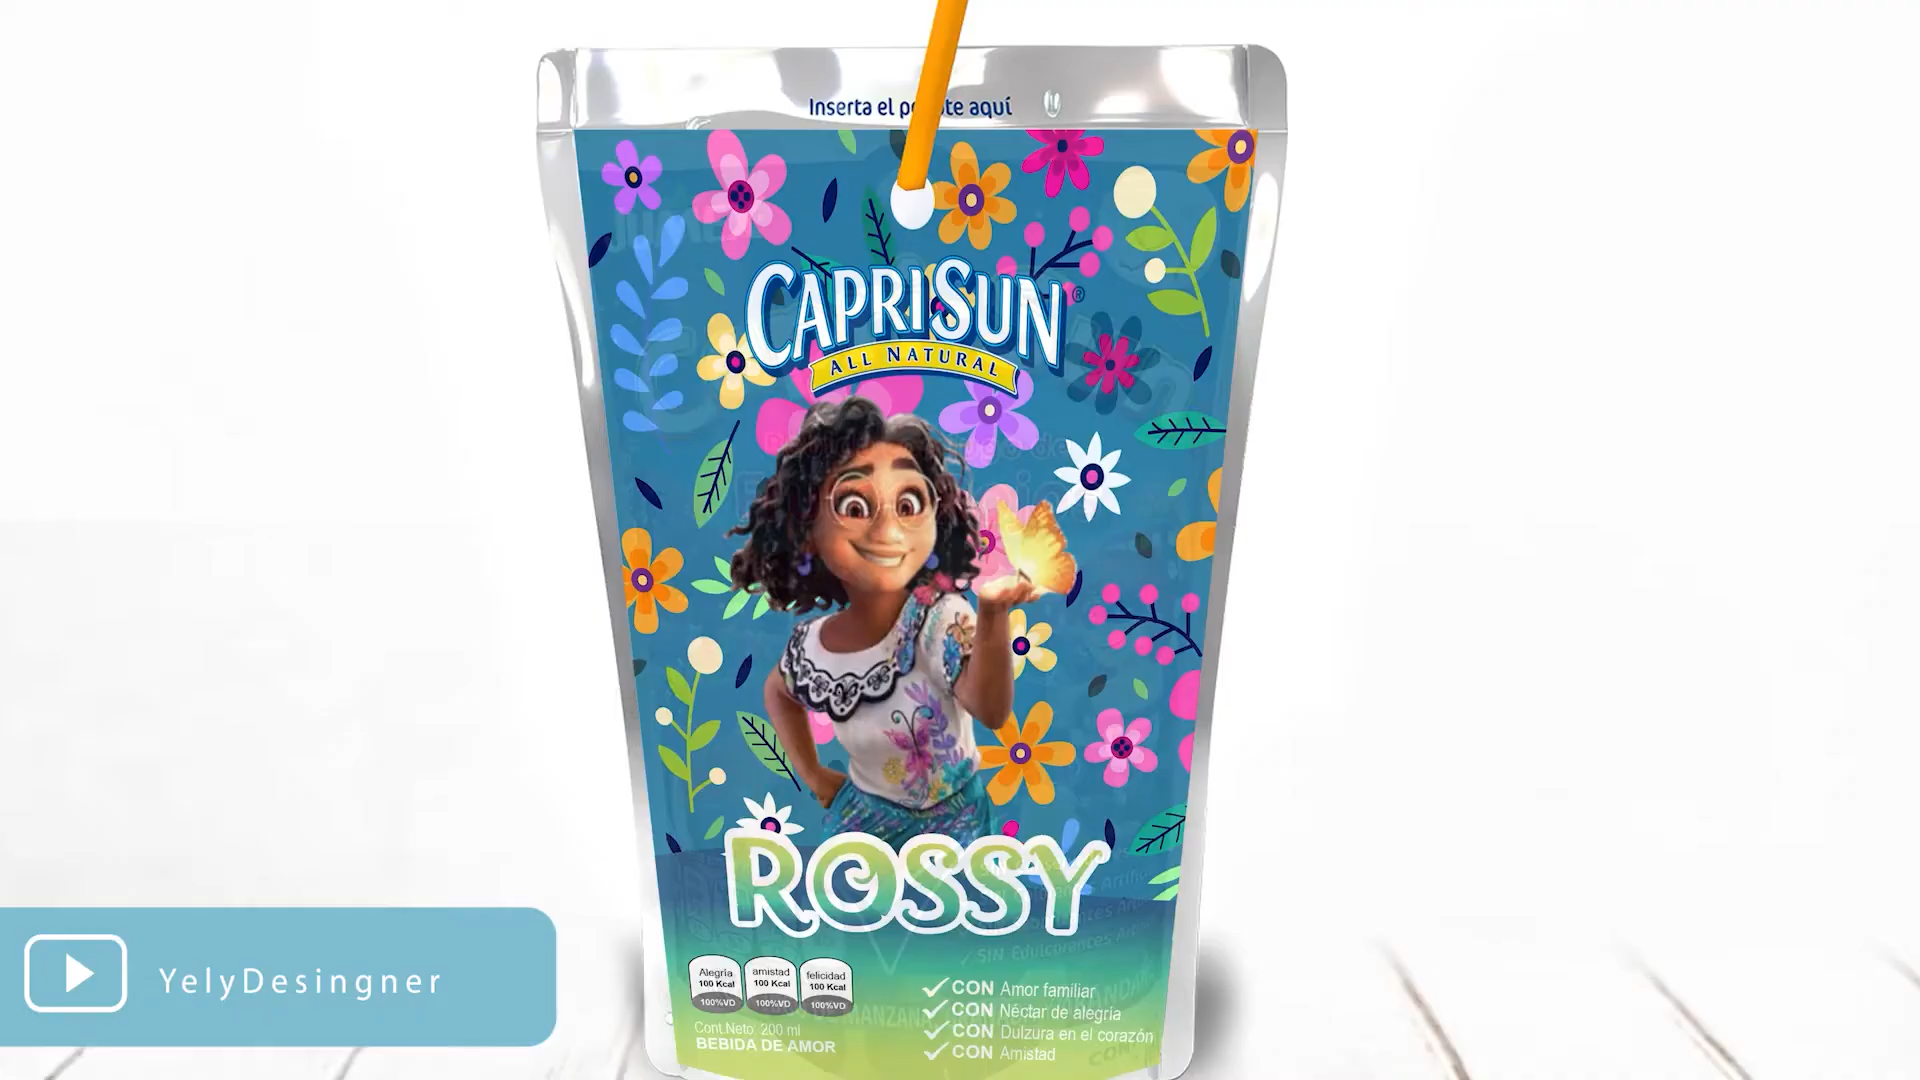 Inserta el po te aquí
CAPRISUN®
ALL NATURAL
ROSSY
Alegria
100 Kcal
100%VD
amistad
100 Kcal
100%VD
felicidad
100 Kcal
100%VD
Cont.Neto: 200 ml
BEBIDA DE AMOR
CON Amor familiar
CON Néctar de alegría
CON Dulzura en el corazón
CON Amistad
YelyDesingner